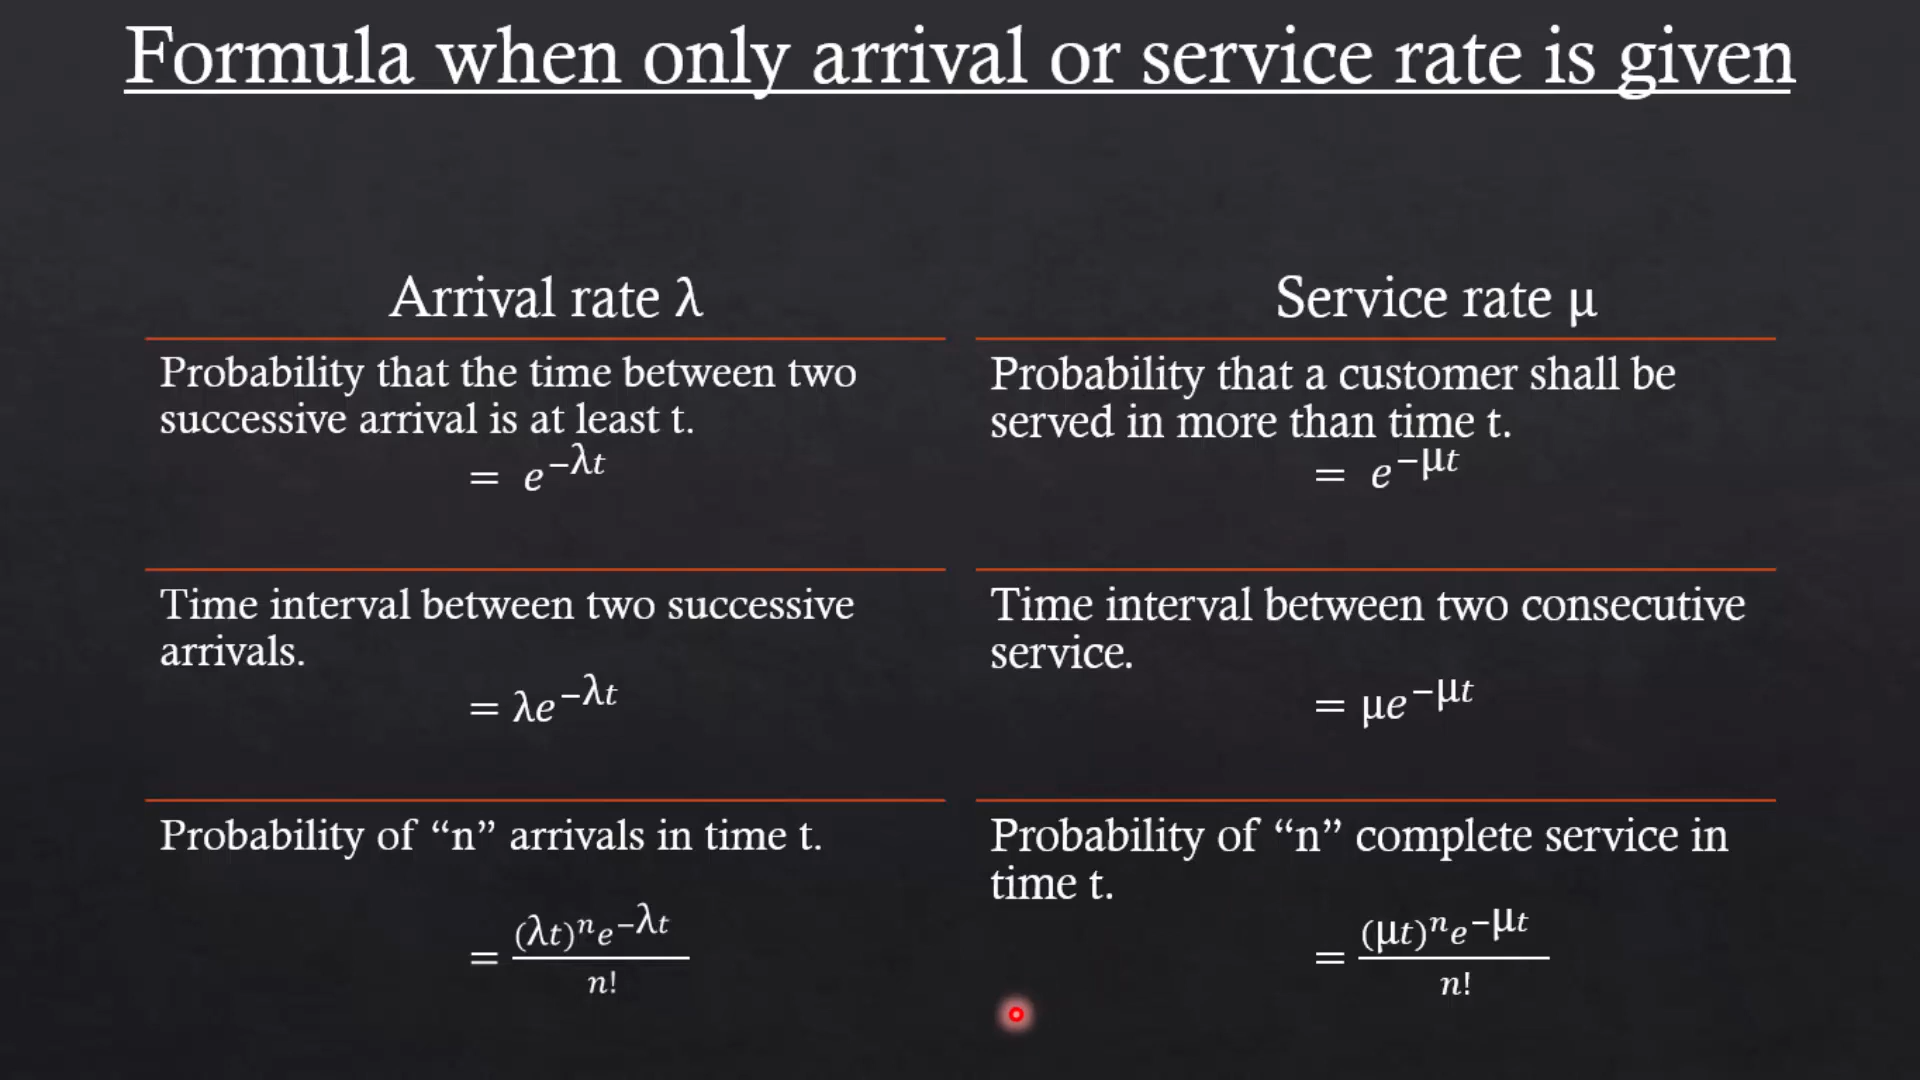 Formula when only arrival or service rate is given
Arrival rate λ
Probability that the time between two
successive arrival is at least t.
= e^{−λt}
Time interval between two successive
arrivals.
= λe^{−λt}
Probability of “n” arrivals in time t.
= \frac{(λt)^n e^{−λt}}{n!}
Service rate μ
Probability that a customer shall be
served in more than time t.
= e^{−μt}
Time interval between two consecutive
service.
= μe^{−μt}
Probability of “n” complete service in
time t.
= \frac{(μt)^n e^{−μt}}{n!}